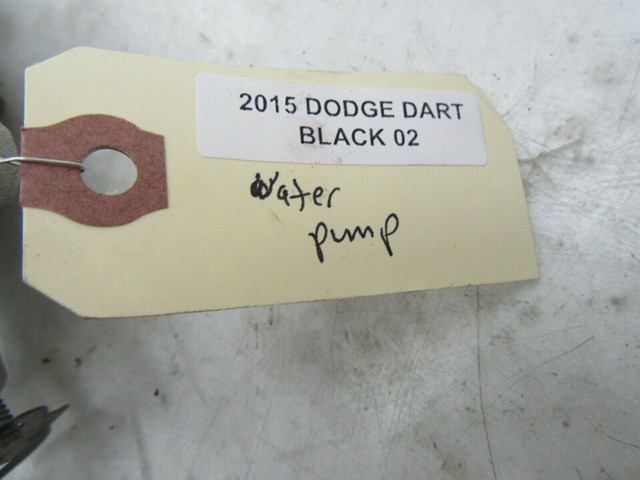 2015 DODGE DART
BLACK 02
water
pump